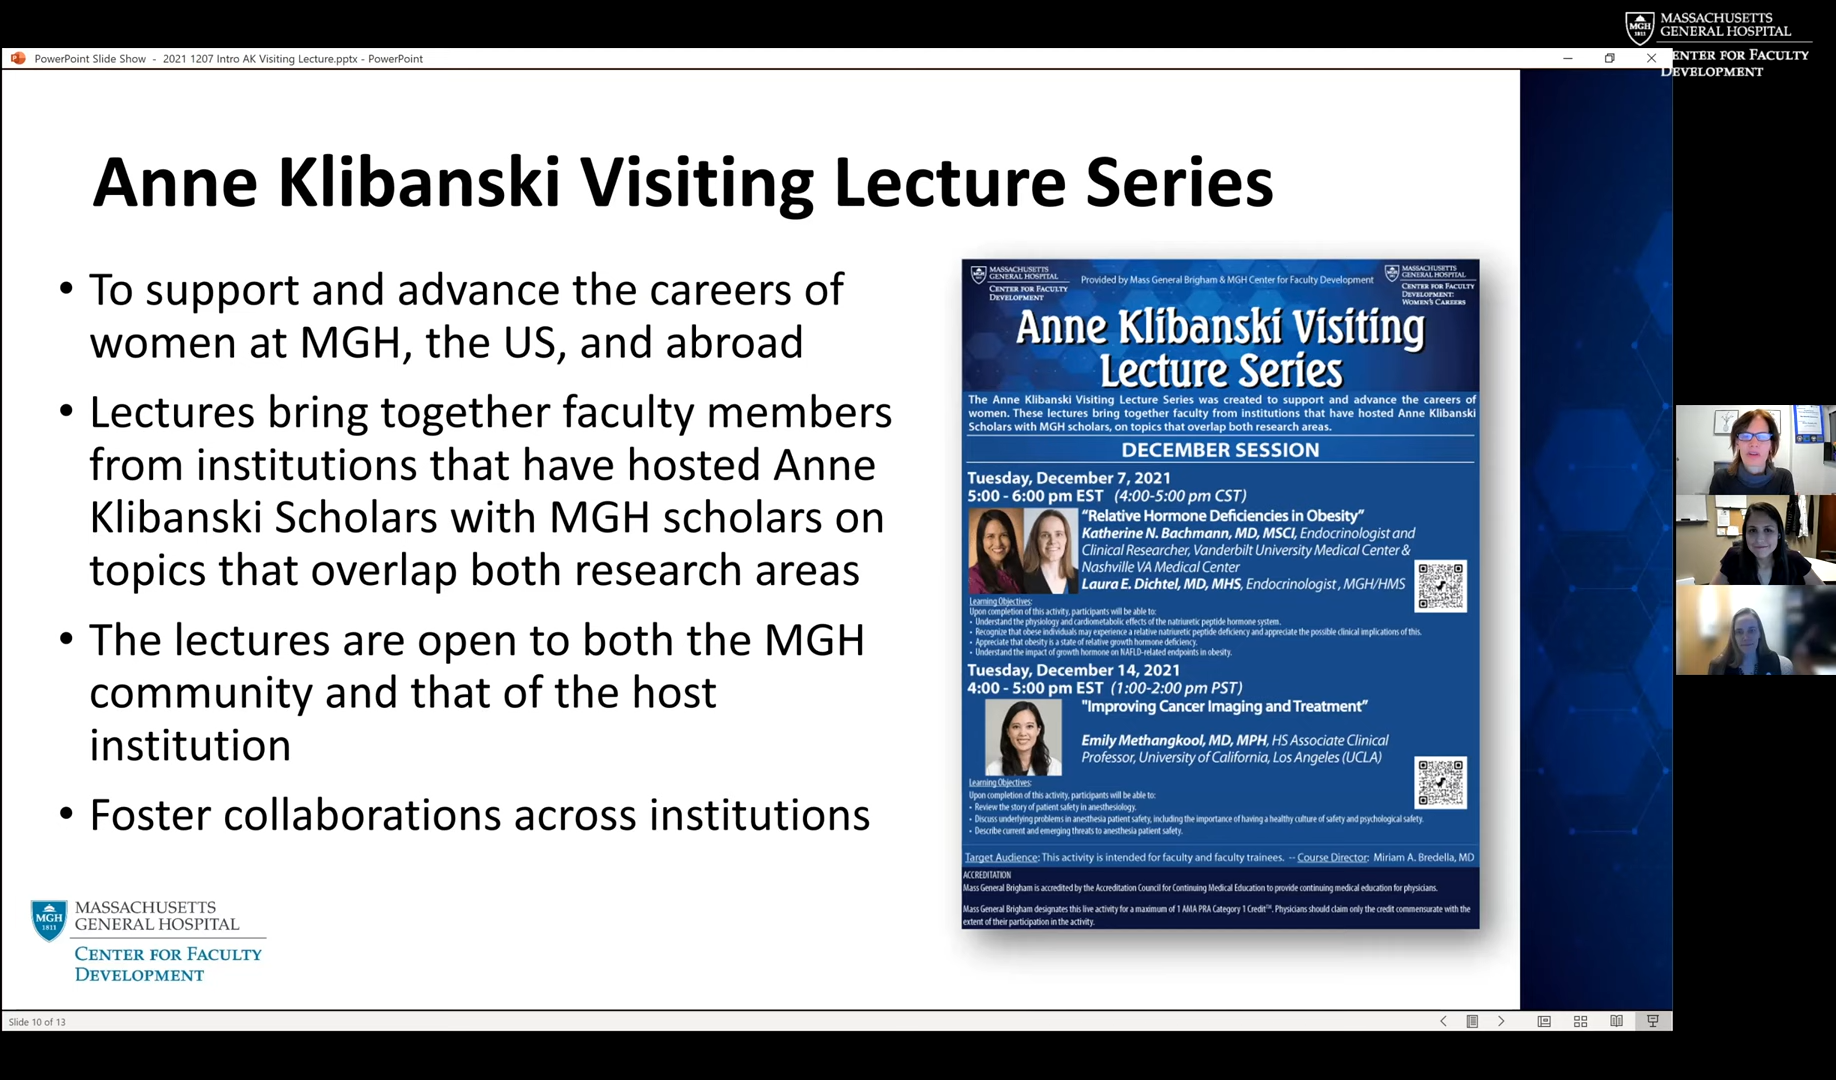 MASSACHUSETTS
GENERAL HOSPITAL
CENTER FOR FACULTY
DEVELOPMENT
MGH
1811
PowerPoint Slide Show - 2021 1207 Intro AK Visiting Lecture.pptx - PowerPoint
Anne Klibanski Visiting Lecture Series
• To support and advance the careers of
women at MGH, the US, and abroad
• Lectures bring together faculty members
from institutions that have hosted Anne
Klibanski Scholars with MGH scholars on
topics that overlap both research areas
• The lectures are open to both the MGH
community and that of the host
institution
• Foster collaborations across institutions
MASSACHUSETTS
GENERAL HOSPITAL
CENTER FOR FACULTY
DEVELOPMENT
Provided by Mass General Brigham & MGH Center for Faculty Development
MASSACHUSETTS
GENERAL HOSPITAL
CENTER FOR FACULTY
DEVELOPMENT:
WOMEN'S CAREERS
Anne Klibanski Visiting
Lecture Series
The Anne Klibanski Visiting Lecture Series was created to support and advance the careers of
women. These lectures bring together faculty from institutions that have hosted Anne Klibanski
Scholars with MGH scholars, on topics that overlap both research areas.
DECEMBER SESSION
Tuesday, December 7, 2021
5:00 - 6:00 pm EST (4:00-5:00 pm CST)
“Relative Hormone Deficiencies in Obesity”
Katherine N. Bachmann, MD, MSCI, Endocrinologist and
Clinical Researcher, Vanderbilt University Medical Center &
Nashville VA Medical Center
Laura E. Dichtel, MD, MHS, Endocrinologist, MGH/HMS
Learning Objectives:
Upon completion of this activity, participants will be able to:
• Understand the physiology and cardiometabolic effects of the natriuretic peptide hormone system.
• Recognize that obese individuals may experience a relative natriuretic peptide deficiency and appreciate the possible clinical implications of this.
• Appreciate that obesity is a state of relative growth hormone deficiency.
• Understand the impact of growth hormone on NAFLD-related endpoints in obesity.
Tuesday, December 14, 2021
4:00 - 5:00 pm EST (1:00-2:00 pm PST)
"Improving Cancer Imaging and Treatment”
Emily Methangkool, MD, MPH, HS Associate Clinical
Professor, University of California, Los Angeles (UCLA)
Learning Objectives:
Upon completion of this activity, participants will be able to:
• Review the story of patient safety in anesthesiology.
• Discuss underlying problems in anesthesia patient safety, including the importance of having a healthy culture of safety and psychological safety.
• Describe current and emerging threats to anesthesia patient safety.
Target Audience: This activity is intended for faculty and faculty trainees. -- Course Director: Miriam A. Bredella, MD
ACCREDITATION
Mass General Brigham is accredited by the Accreditation Council for Continuing Medical Education to provide continuing medical education for physicians.
Mass General Brigham designates this live activity for a maximum of 1 AMA PRA Category 1 Credit™. Physicians should claim only the credit commensurate with the
extent of their participation in the activity.
MGH
1811
MASSACHUSETTS
GENERAL HOSPITAL
CENTER FOR FACULTY
DEVELOPMENT
Slide 10 of 13